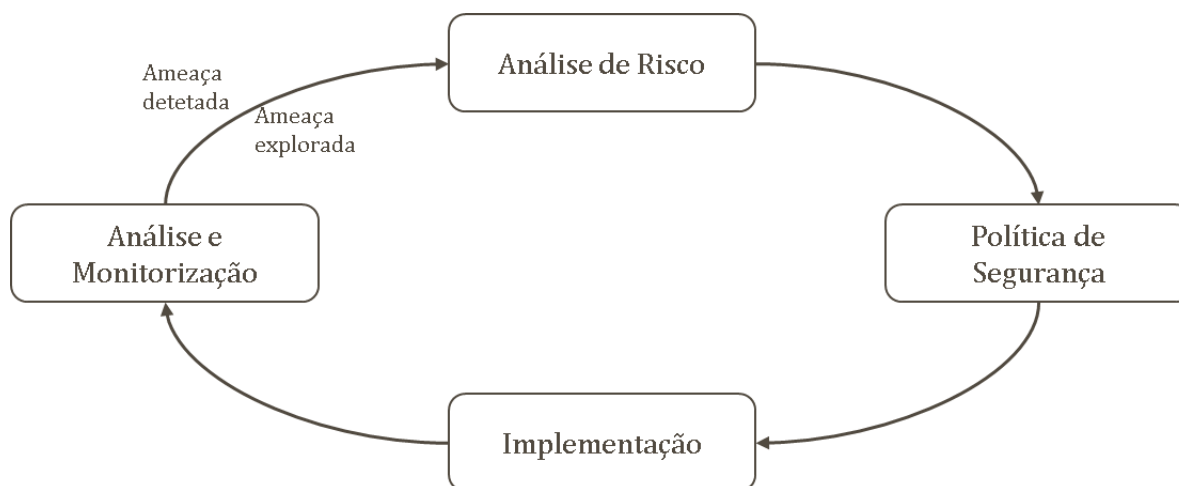 Análise de Risco
Ameaça
detetada
Ameaça
explorada
Análise e
Monitorização
Política de
Segurança
Implementação